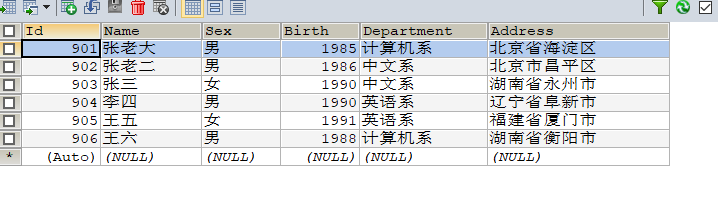 Id Name Sex Birth Department Address
901 张老大 男 1985 计算机系 北京省海淀区
902 张老二 男 1986 中文系 北京市昌平区
903 张三 女 1990 中文系 湖南省永州市
904 李四 男 1990 英语系 辽宁省阜新市
905 王五 女 1991 英语系 福建省厦门市
906 王六 男 1988 计算机系 湖南省衡阳市
* (Auto) (NULL) (NULL) (NULL) (NULL) (NULL)